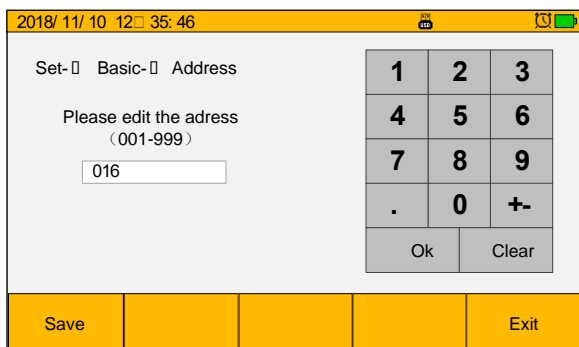 2018/ 11/ 10 12□ 35: 46 USB
Set-▯ Basic-▯ Address
Please edit the adress
（001-999）
016
1 2 3
4 5 6
7 8 9
. 0 +-
Ok Clear
Save Exit